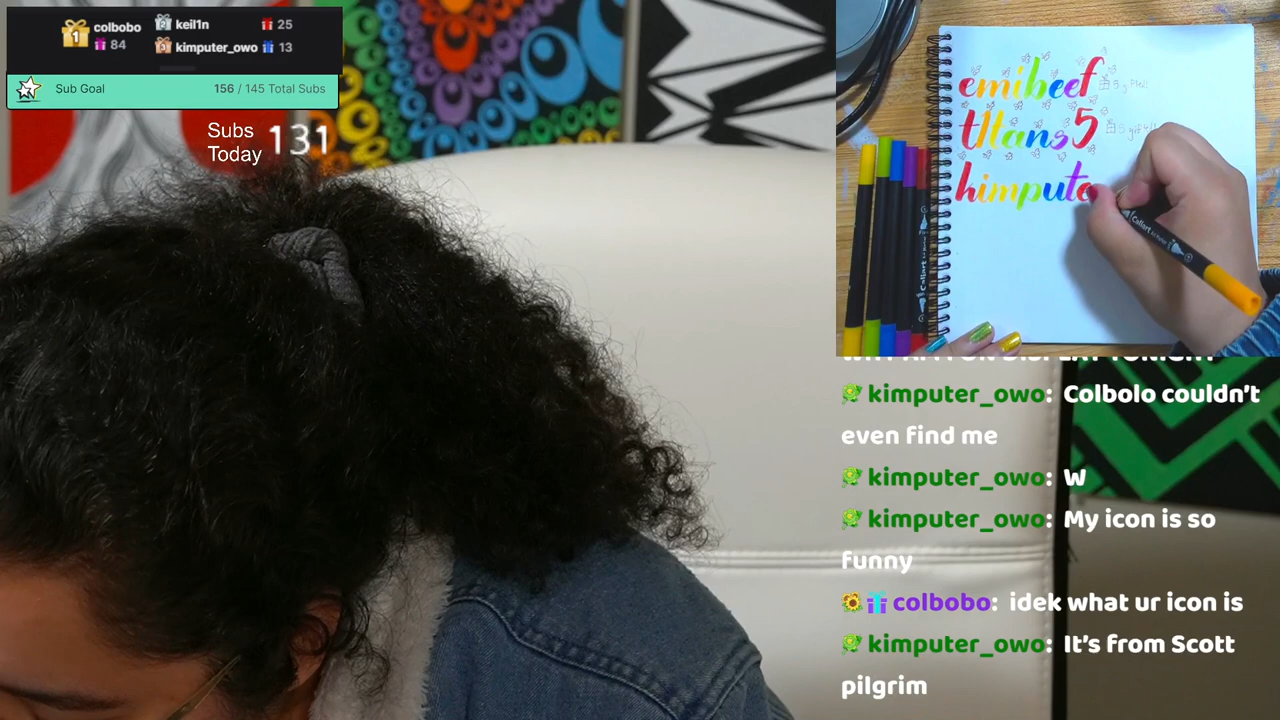 colbobo
84
1
keil1n
25
kimputer_owo
13
Sub Goal
156 / 145 Total Subs
Subs
Today
131
emibeef
tllans5
kimpute
kimputer_owo: Colbolo couldn't
even find me
kimputer_owo: W
kimputer_owo: My icon is so
funny
colbobo: idek what ur icon is
kimputer_owo: It's from Scott
pilgrim